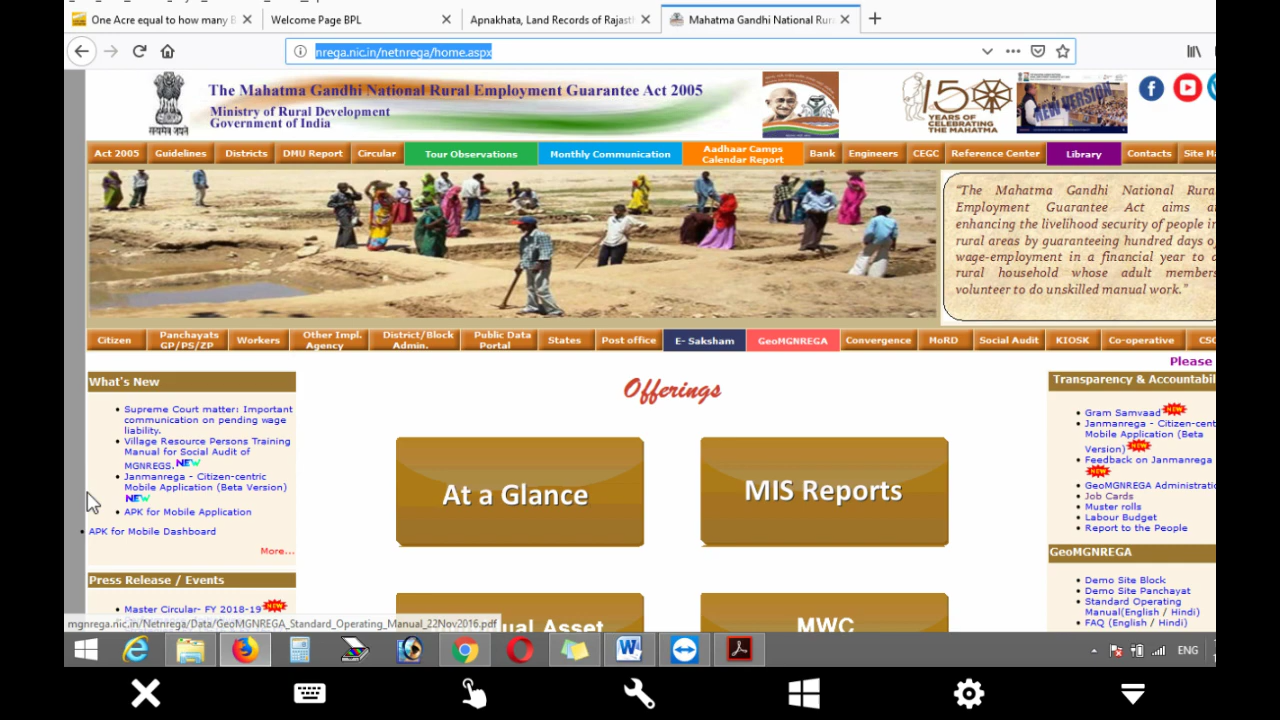 One Acre equal to how many B
Welcome Page BPL
Apnakhata, Land Records of Rajast
Mahatma Gandhi National Rur
nrega.nic.in/netnrega/home.aspx
सत्यमेव जयते
The Mahatma Gandhi National Rural Employment Guarantee Act 2005
Ministry of Rural Development
Government of India
150
YEARS OF
CELEBRATING
THE MAHATMA
NEW VERSION
Act 2005
Guidelines
Districts
DMU Report
Circular
Tour Observations
Monthly Communication
Aadhaar Camps
Calendar Report
Bank
Engineers
CEGC
Reference Center
Library
Contacts
Site M
"The Mahatma Gandhi National Rura
Employment Guarantee Act aims a
enhancing the livelihood security of people in
rural areas by guaranteeing hundred days o
wage-employment in a financial year to a
rural household whose adult members
volunteer to do unskilled manual work."
Citizen
Panchayats
GP/PS/ZP
Workers
Other Impl.
Agency
District/Block
Admin.
Public Data
Portal
States
Post office
E- Saksham
GeoMGNREGA
Convergence
MoRD
Social Audit
KIOSK
Co-operative
CSO
Please
What's New
Supreme Court matter: Important
communication on pending wage
liability.
Village Resource Persons Training
Manual for Social Audit of
MGNREGS. NEW
Janmanrega - Citizen-centric
Mobile Application (Beta Version)
NEW
APK for Mobile Application
APK for Mobile Dashboard
More...
Press Release / Events
Master Circular- FY 2018-19 NEW
Offerings
At a Glance
MIS Reports
ual Asset
MWC
Transparency & Accountabil
Gram Samvaad NEW
Janmanrega - Citizen-cent
Mobile Application (Beta
Version) NEW
Feedback on Janmanrega
NEW
GeoMGNREGA Administratio
Job Cards
Muster rolls
Labour Budget
Report to the People
GeoMGNREGA
Demo Site Block
Demo Site Panchayat
Standard Operating
Manual(English / Hindi)
FAQ (English / Hindi)
mgnrega.nic.in/Netnrega/Data/GeoMGNREGA_Standard_Operating_Manual_22Nov2016.pdf
ENG